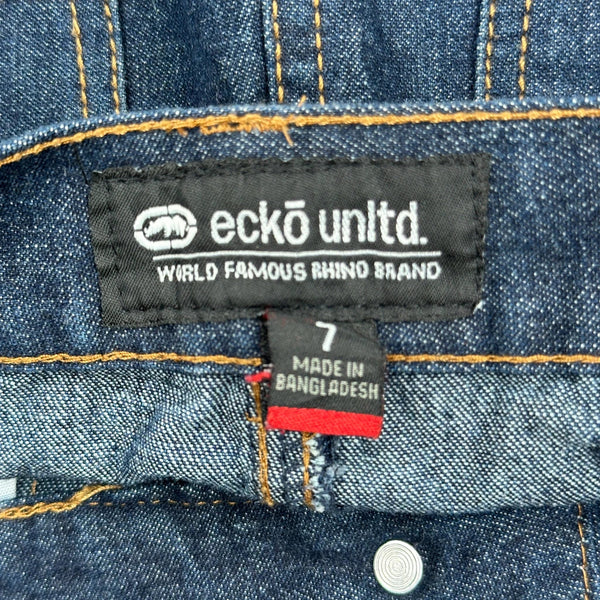 eckō unltd.
WORLD FAMOUS RHINO BRAND
7
MADE IN
BANGLADESH